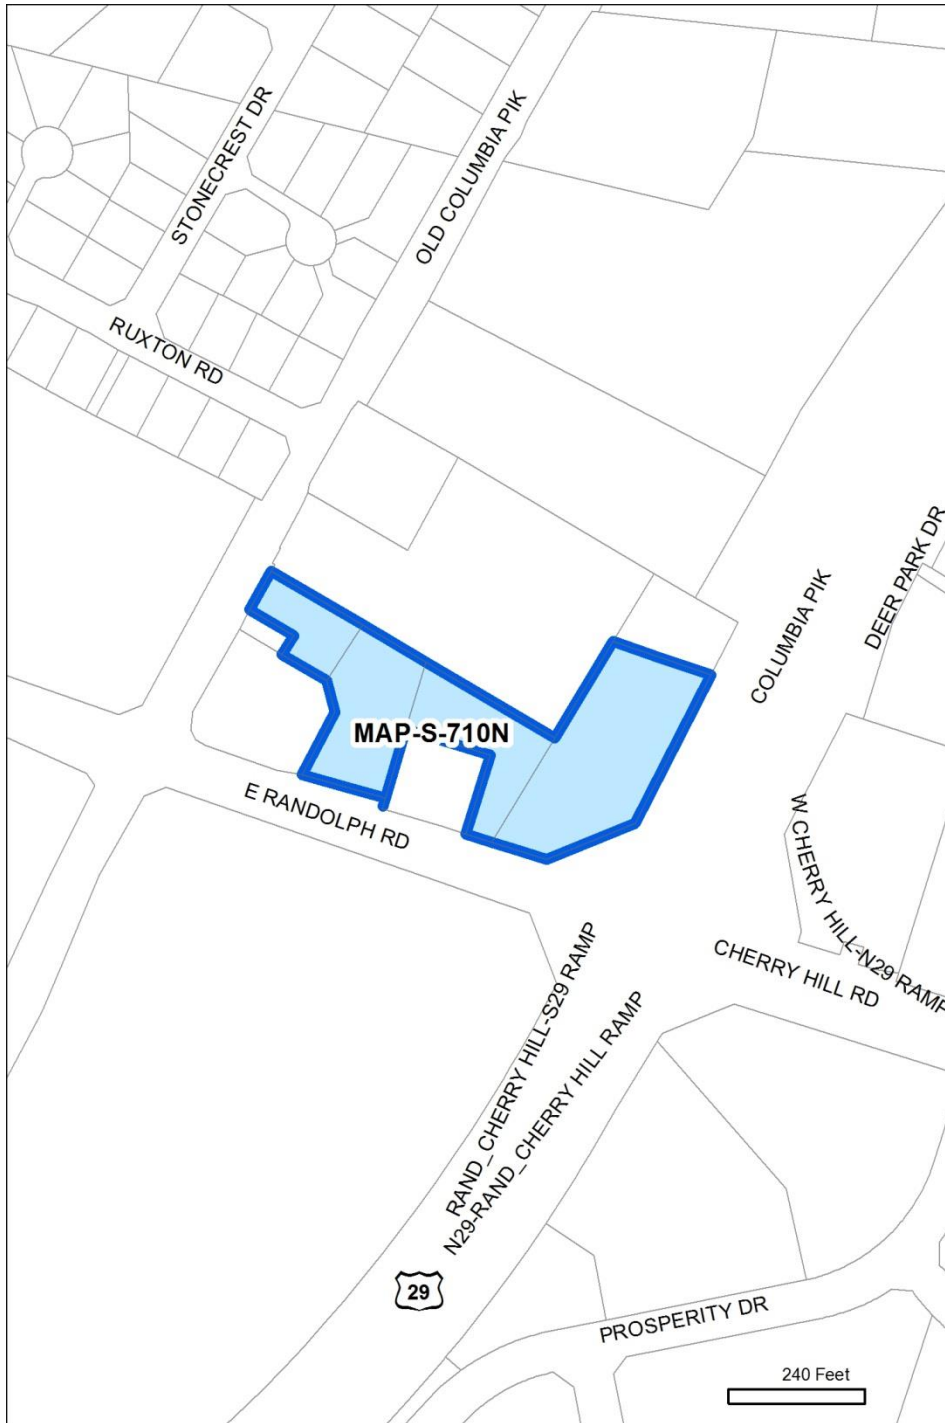 STONECREST DR
OLD COLUMBIA PIK
RUXTON RD
DEER PARK DR
COLUMBIA PIK
MAP-S-710N
E RANDOLPH RD
W CHERRY HILL-N29 RAMP
CHERRY HILL RD
RAND_CHERRY HILL-S29 RAMP
N29-RAND_CHERRY HILL RAMP
29
PROSPERITY DR
240 Feet